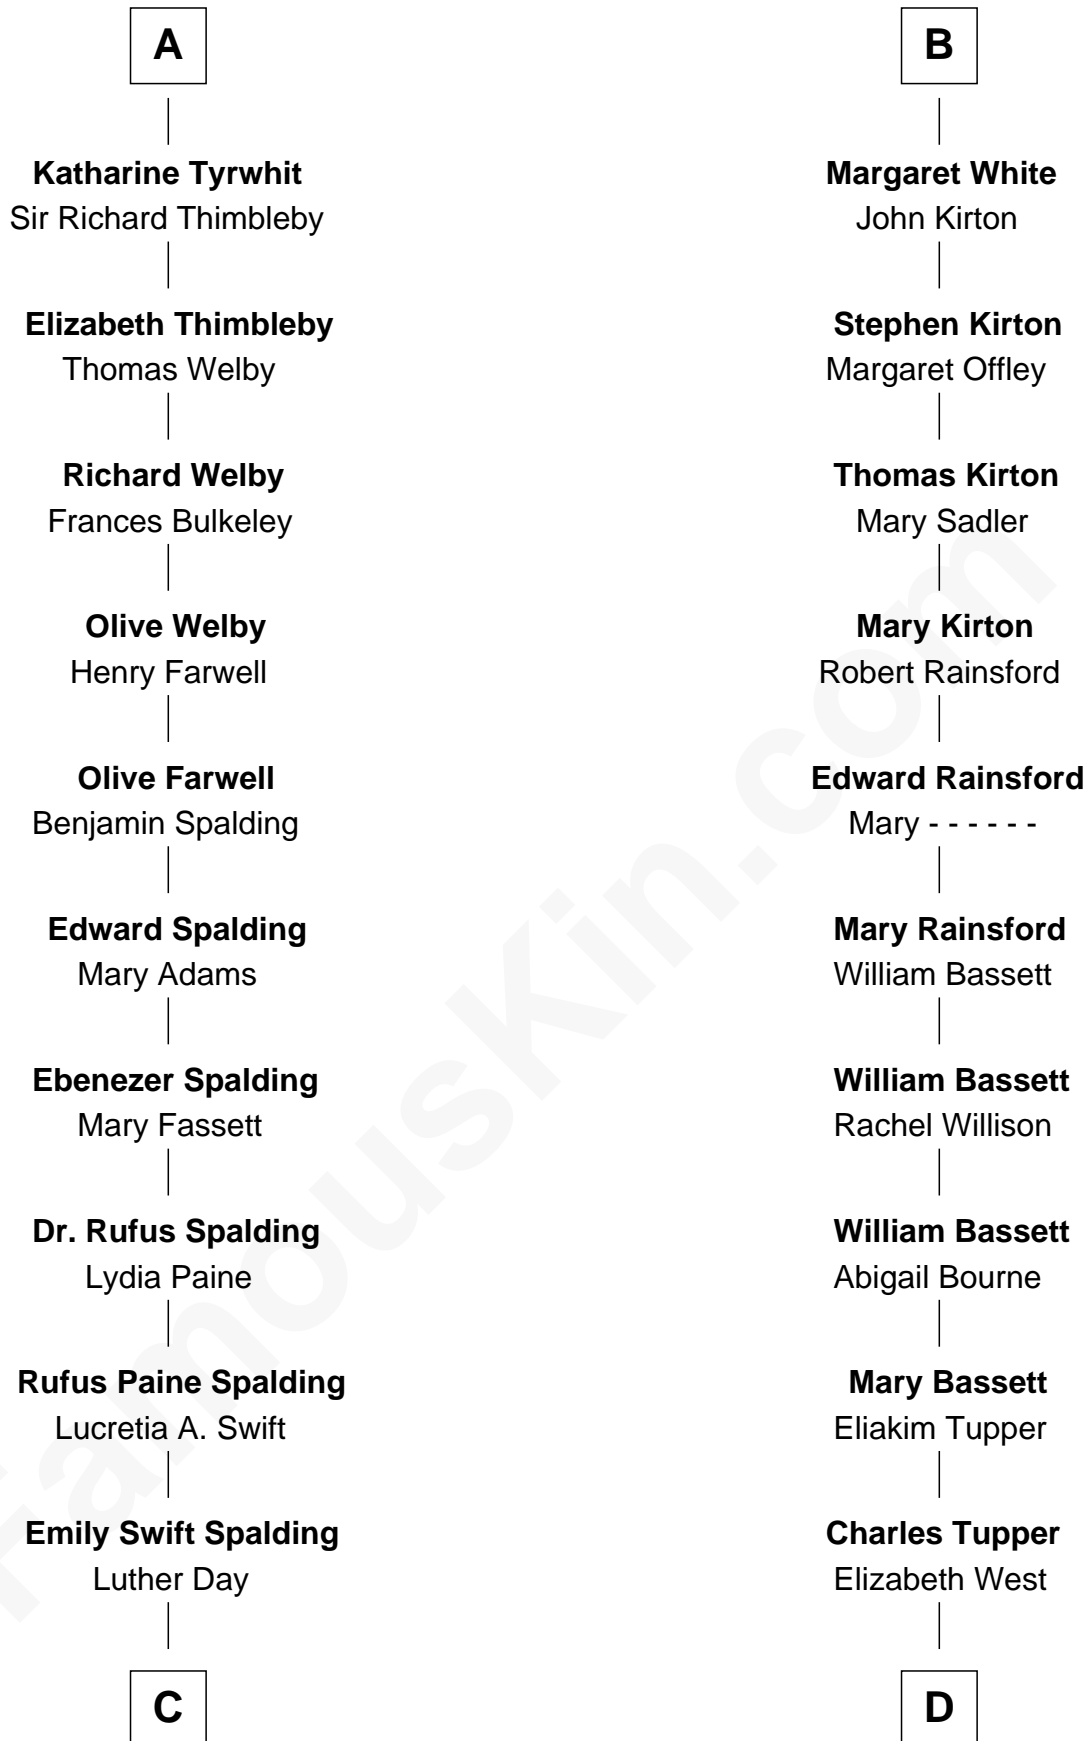 A
Katharine Tyrwhit
Sir Richard Thimbleby
Elizabeth Thimbleby
Thomas Welby
Richard Welby
Frances Bulkeley
Olive Welby
Henry Farwell
Olive Farwell
Benjamin Spalding
Edward Spalding
Mary Adams
Ebenezer Spalding
Mary Fassett
Dr. Rufus Spalding
Lydia Paine
Rufus Paine Spalding
Lucretia A. Swift
Emily Swift Spalding
Luther Day
C
B
Margaret White
John Kirton
Stephen Kirton
Margaret Offley
Thomas Kirton
Mary Sadler
Mary Kirton
Robert Rainsford
Edward Rainsford
Mary - - - - - -
Mary Rainsford
William Bassett
William Bassett
Rachel Willison
William Bassett
Abigail Bourne
Mary Bassett
Eliakim Tupper
Charles Tupper
Elizabeth West
D
FamousKin.com